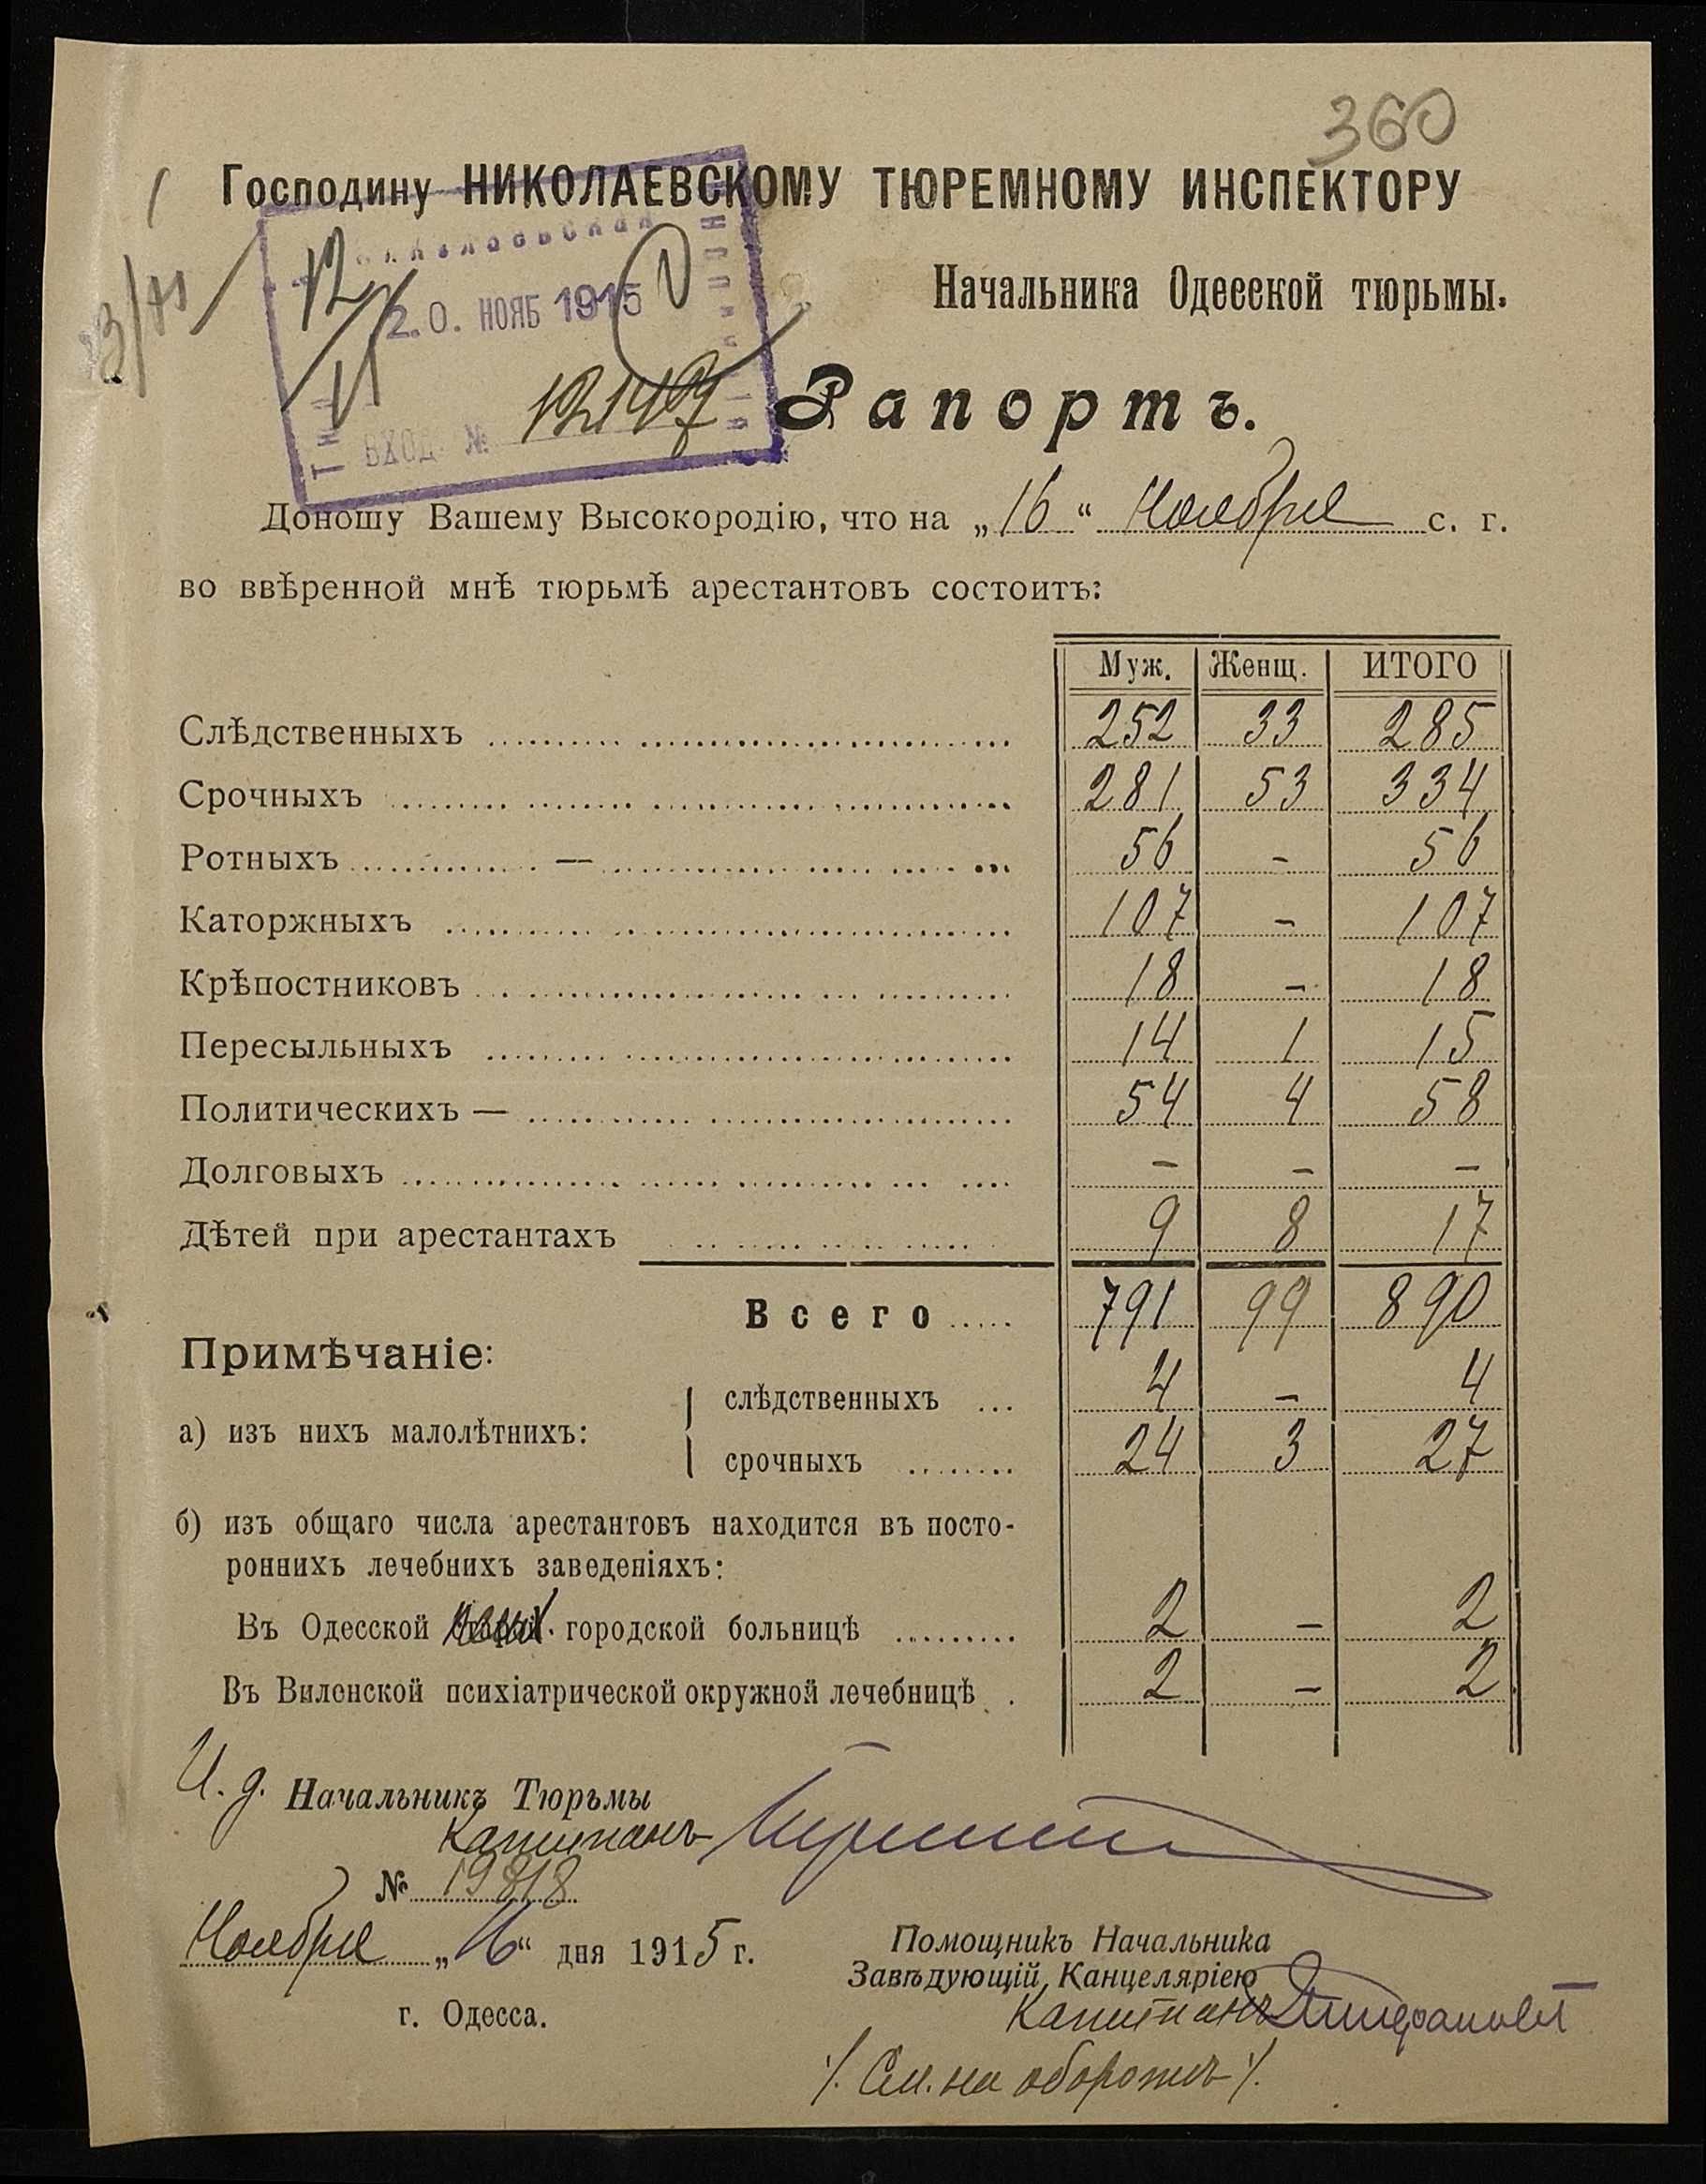 360
Господину НИКОЛАЕВСКОМУ ТЮРЕМНОМУ ИНСПЕКТОРУ
20. НОЯБ 1915
ВХОД. №
Начальника Одесской тюрьмы.
Рапортъ.
Доношу Вашему Высокородію, что на „16“ Ноября с. г.
во ввѣренной мнѣ тюрьмѣ арестантовъ состоитъ:
Муж. Женщ. ИТОГО
Слѣдственныхъ 252 33 285
Срочныхъ 281 53 334
Ротныхъ — 56 - 56
Каторжныхъ 107 - 107
Крѣпостниковъ 18 - 18
Пересыльныхъ 14 1 15
Политическихъ — 54 4 58
Долговыхъ - - -
Дѣтей при арестантахъ 9 8 17
Всего 791 99 890
Примѣчаніе:
а) изъ нихъ малолѣтнихъ:
слѣдственныхъ 4 - 4
срочныхъ 24 3 27
б) изъ общаго числа арестантовъ находится въ посто-
роннихъ лечебнихъ заведеніяхъ:
Въ Одесской городской больницѣ 2 - 2
Въ Виленской психіатрической окружной лечебницѣ 2 - 2
И. д. Начальникъ Тюрьмы
Капитанъ
№ 19818
Ноября „16“ дня 1915 г.
г. Одесса.
Помощникъ Начальника
Завѣдующій Канцеляріею
Капитанъ
/. См. на оборотѣ /.